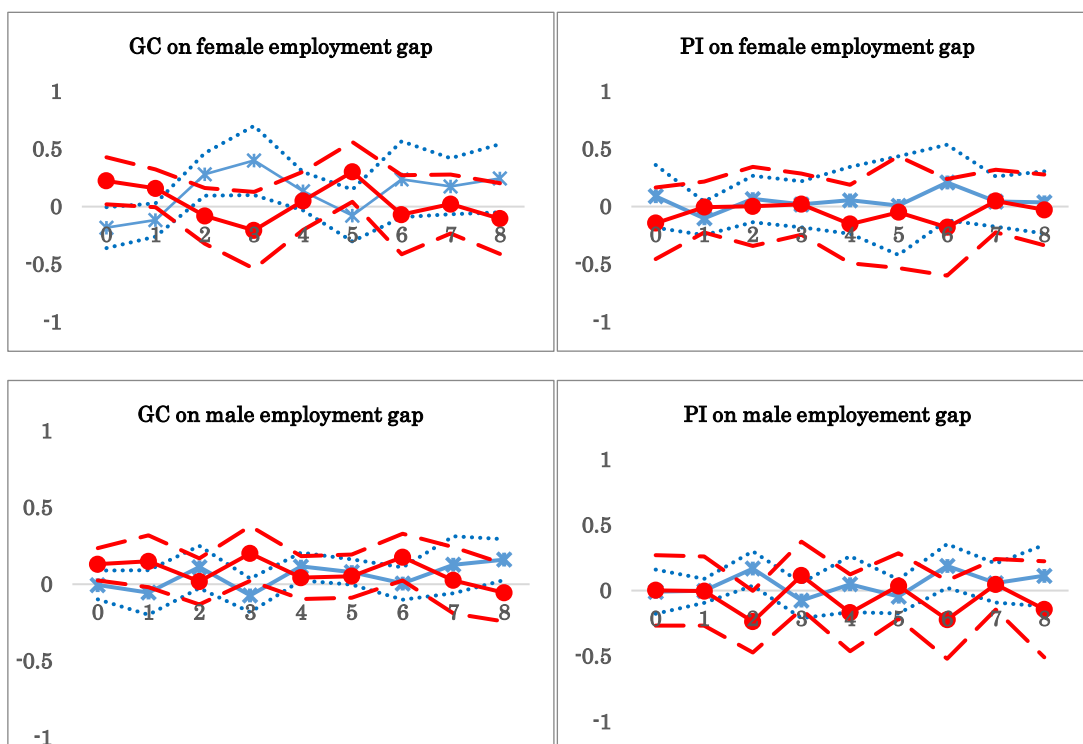 GC on female employment gap
1
0.5
0
-0.5
-1
0 1 2 3 4 5 6 7 8
PI on female employment gap
1
0.5
0
-0.5
-1
0 1 2 3 4 5 6 7 8
GC on male employment gap
1
0.5
0
-0.5
-1
0 1 2 3 4 5 6 7 8
PI on male employement gap
1
0.5
0
-0.5
-1
0 1 2 3 4 5 6 7 8